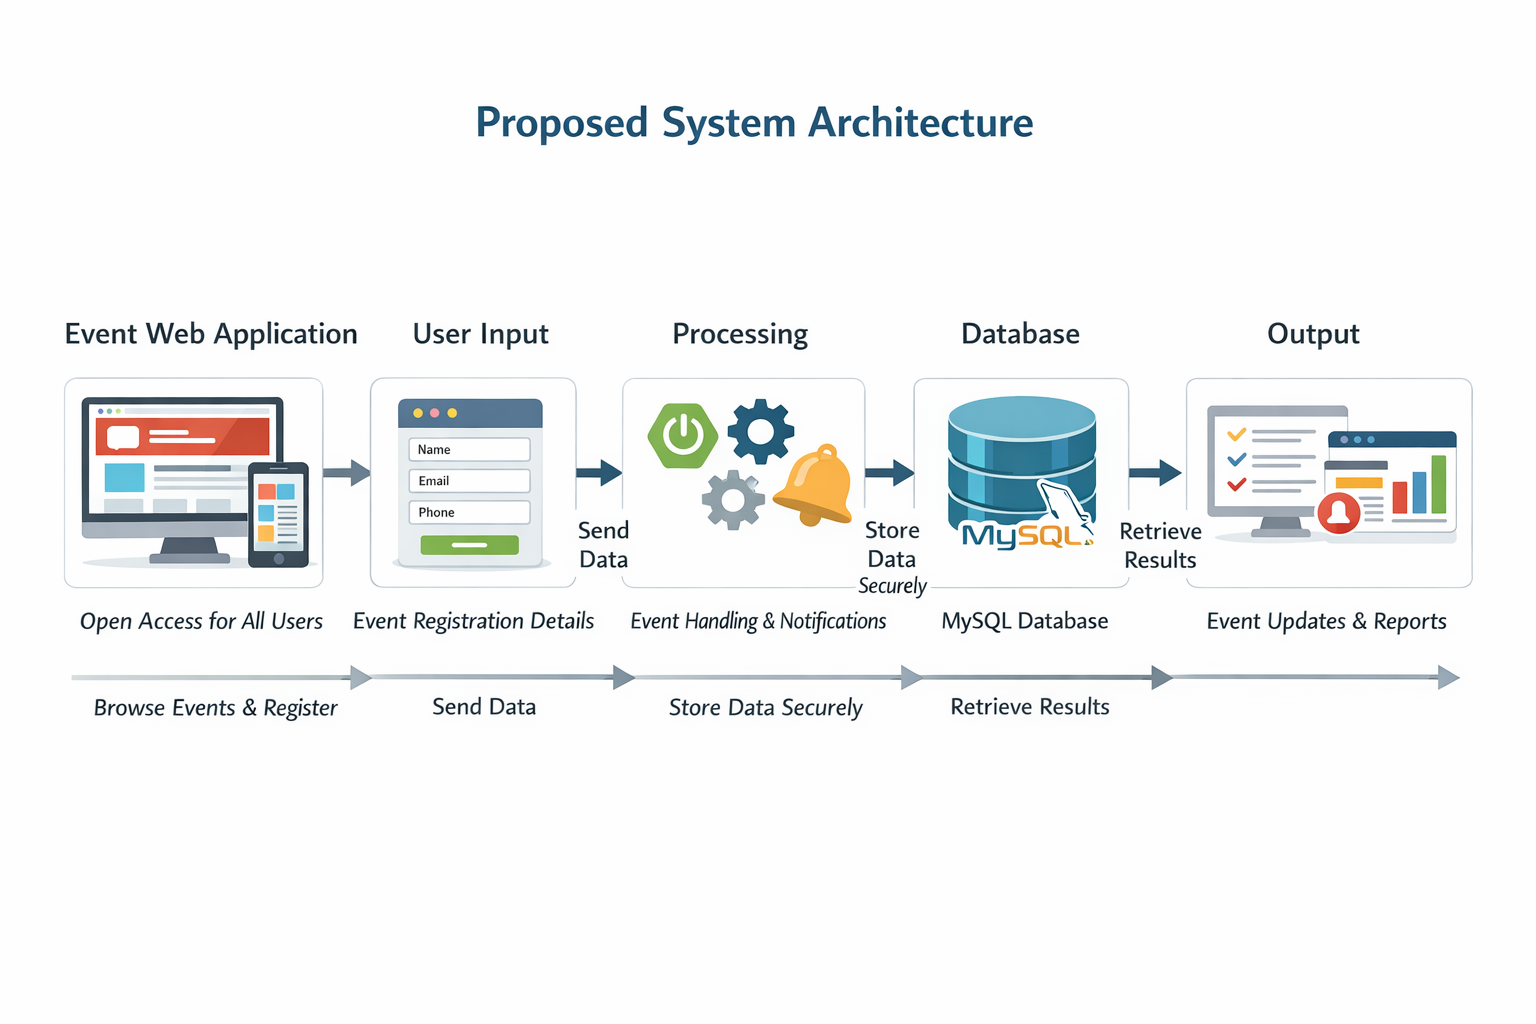 Proposed System Architecture
Event Web Application
User Input
Processing
Database
Output
Name
Email
Phone
Send
Data
Store
Data
Securely
MySQL
Retrieve
Results
Open Access for All Users
Event Registration Details
Event Handling & Notifications
MySQL Database
Event Updates & Reports
Browse Events & Register
Send Data
Store Data Securely
Retrieve Results